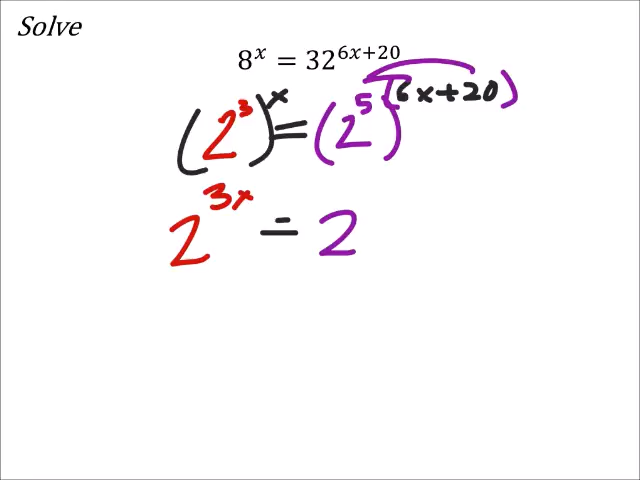 Solve
8^x = 32^{6x+20}
(2^3)^x = (2^5)^{(6x+20)}
2^{3x} = 2